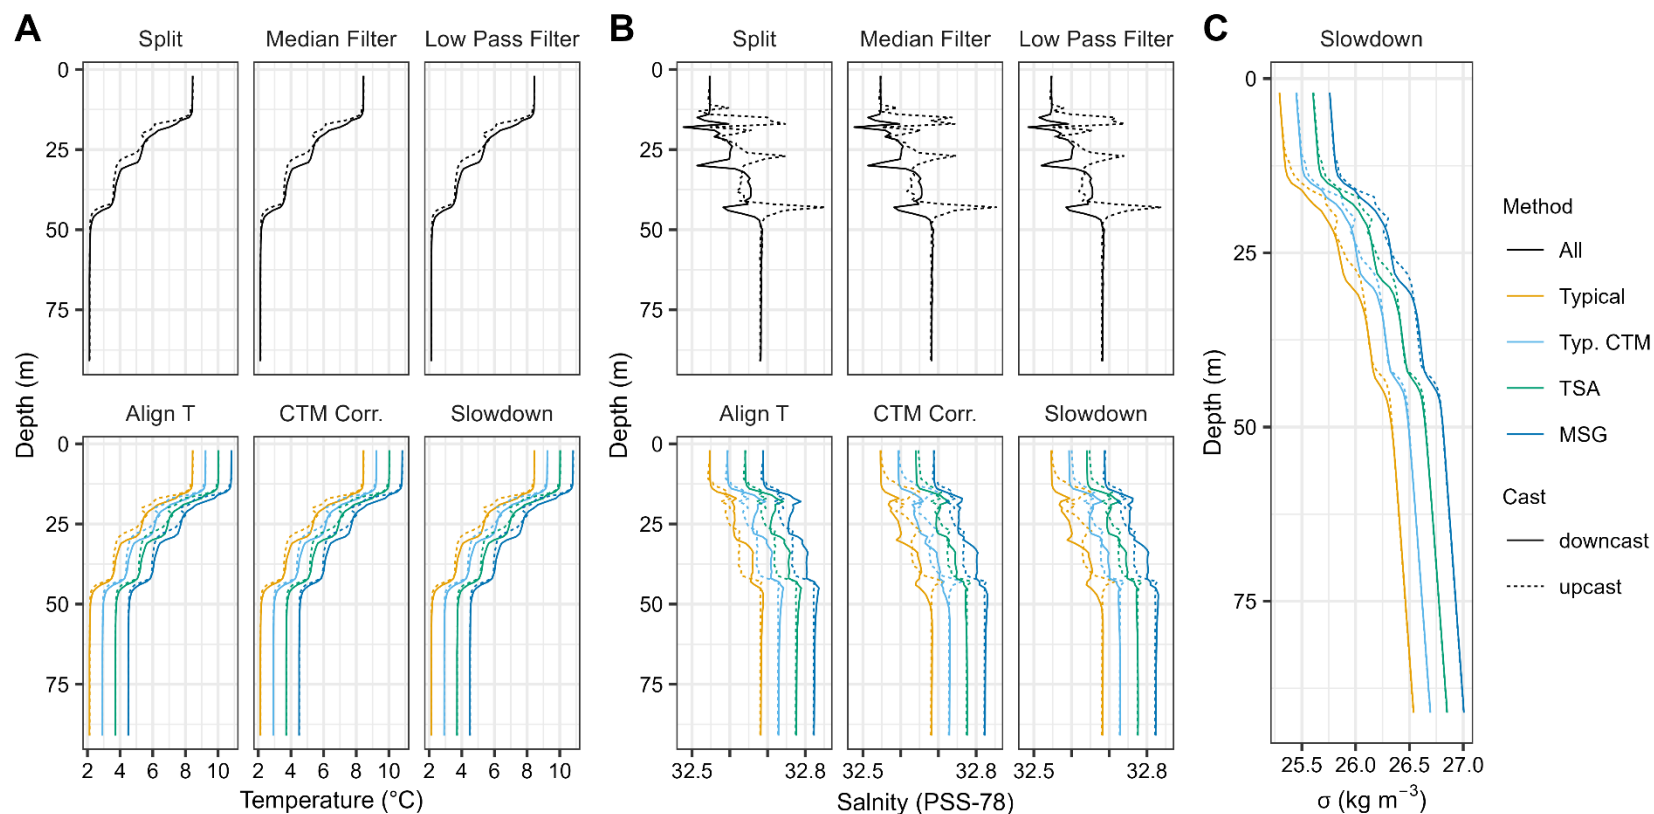 A
Split
Median Filter
Low Pass Filter
0
25
50
75
Align T
CTM Corr.
Slowdown
0
25
50
75
Depth (m)
2 4 6 8 10
2 4 6 8 10
2 4 6 8 10
Temperature (°C)
B
Split
Median Filter
Low Pass Filter
0
25
50
75
Align T
CTM Corr.
Slowdown
0
25
50
75
Depth (m)
32.5 32.8
32.5 32.8
32.5 32.8
Salnity (PSS-78)
C
Slowdown
0
25
50
75
Depth (m)
25.5 26.0 26.5 27.0
σ (kg m⁻³)
Method
All
Typical
Typ. CTM
TSA
MSG
Cast
downcast
upcast